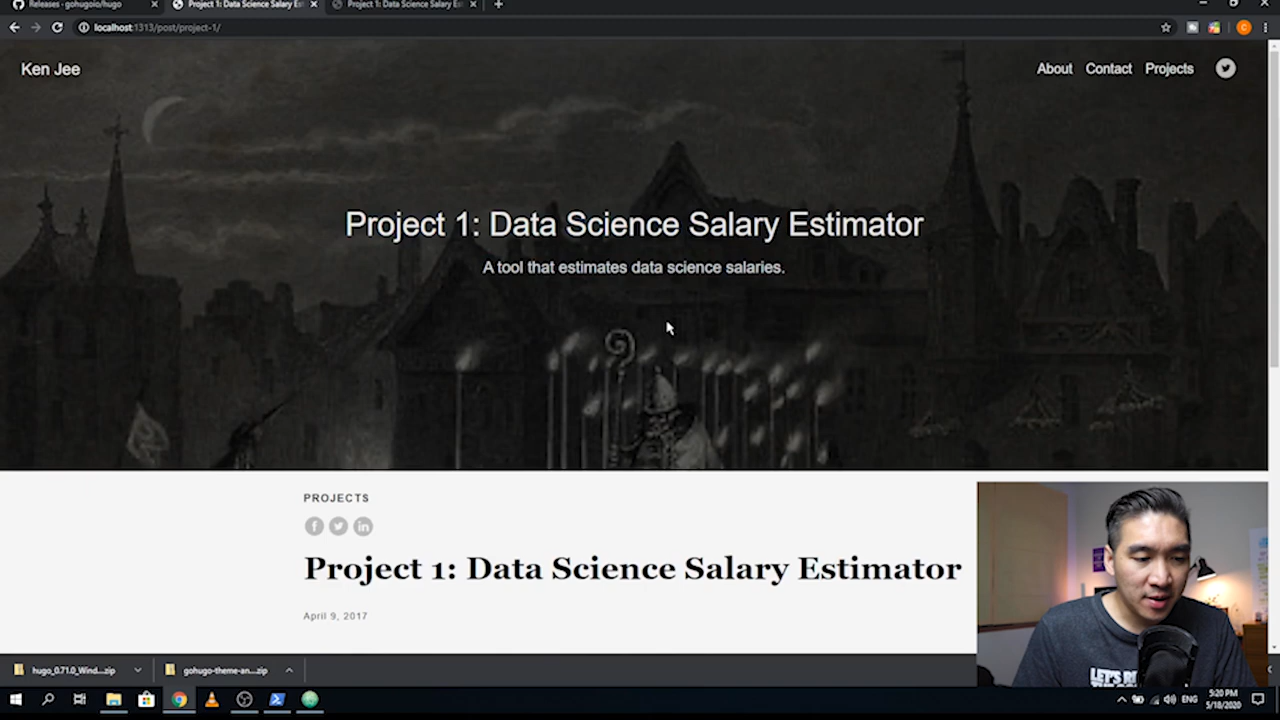 Releases - gohugoio/hugo
Project 1: Data Science Salary Es
Project 1: Data Science Salary Es
localhost:1313/post/project-1/
Ken Jee
About Contact Projects
Project 1: Data Science Salary Estimator
A tool that estimates data science salaries.
PROJECTS
Project 1: Data Science Salary Estimator
April 9, 2017
LET'S
hugo_0.71.0_Wind....zip
gohugo-theme-an....zip
ENG
5:20 PM
5/18/2020